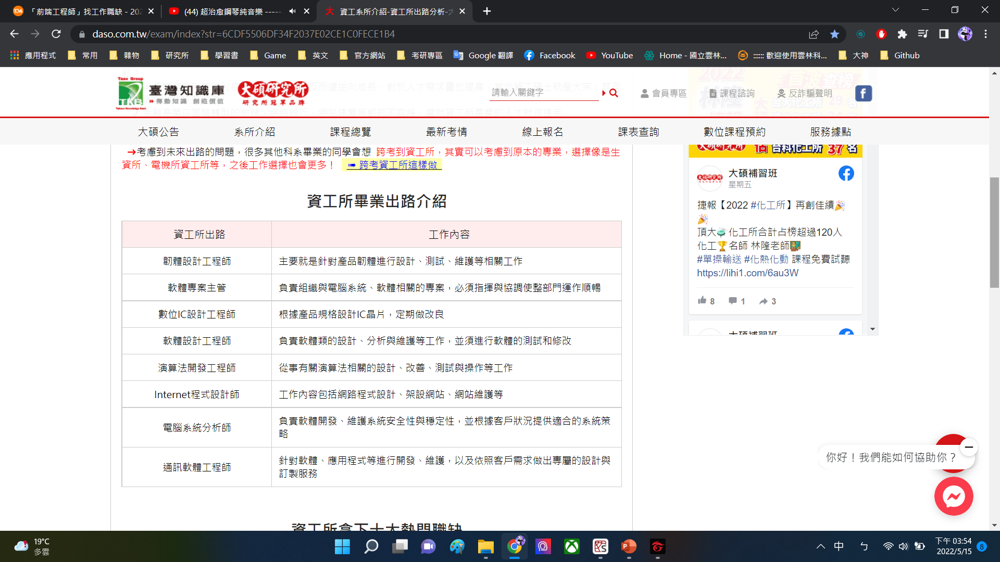 「前端工程師」找工作職缺 - 202
(44) 超治愈鋼琴純音樂 -----
資工系所介紹-資工所出路分析-大
daso.com.tw/exam/index?str=6CDF5506DF34F2037E02CE1C0FECE1B4
應用程式 常用 雜物 研究所 學習書 Game 英文 官方網站 考研專區 Google 翻譯 Facebook YouTube Home - 國立雲林... :::::: 歡迎使用雲林科... 大神 Github
Taso Group
TKB
臺灣知識庫
傳動知識 創造價值
大碩研究所
研究所冠軍品牌
請輸入關鍵字
會員專區 課程諮詢 反詐騙聲明
大碩公告 系所介紹 課程總覽 最新考情 線上報名 課表查詢 數位課程預約 服務據點
➜考慮到未來出路的問題，很多其他科系畢業的同學會想 跨考到資工所，其實可以考慮到原本的專業，選擇像是生
資所、電機所資工所等，之後工作選擇也會更多！ ➠ 跨考資工所這樣做
資工所畢業出路介紹
資工所出路 工作內容
韌體設計工程師 主要就是針對產品韌體進行設計、測試、維護等相關工作
軟體專案主管 負責組織與電腦系統、軟體相關的專案，必須指揮與協調使整部門運作順暢
數位IC設計工程師 根據產品規格設計IC晶片，定期做改良
軟體設計工程師 負責軟體類的設計、分析與維護等工作，並須進行軟體的測試和修改
演算法開發工程師 從事有關演算法相關的設計、改善、測試與操作等工作
Internet程式設計師 工作內容包括網路程式設計、架設網站、網站維護等
電腦系統分析師 負責軟體開發、維護系統安全性與穩定性，並根據客戶狀況提供適合的系統策
略
通訊軟體工程師 針對軟體、應用程式等進行開發、維護，以及依照客戶需求做出專屬的設計與
訂製服務
資工所拿下十大熱門職缺
大碩補習班
星期五
捷報【2022 #化工所】再創佳績🎉
🎉
頂大化工所合計占榜超過120人
化工🏆名師 林隆老師👨‍🏫
#單操輸送 #化熱化動 課程免費試聽
https://lihi1.com/6au3W
8 1 3
大碩補習班
你好！我們能如何協助你？
19°C
多雲
中 ㄅ
下午 03:54
2022/5/15
8